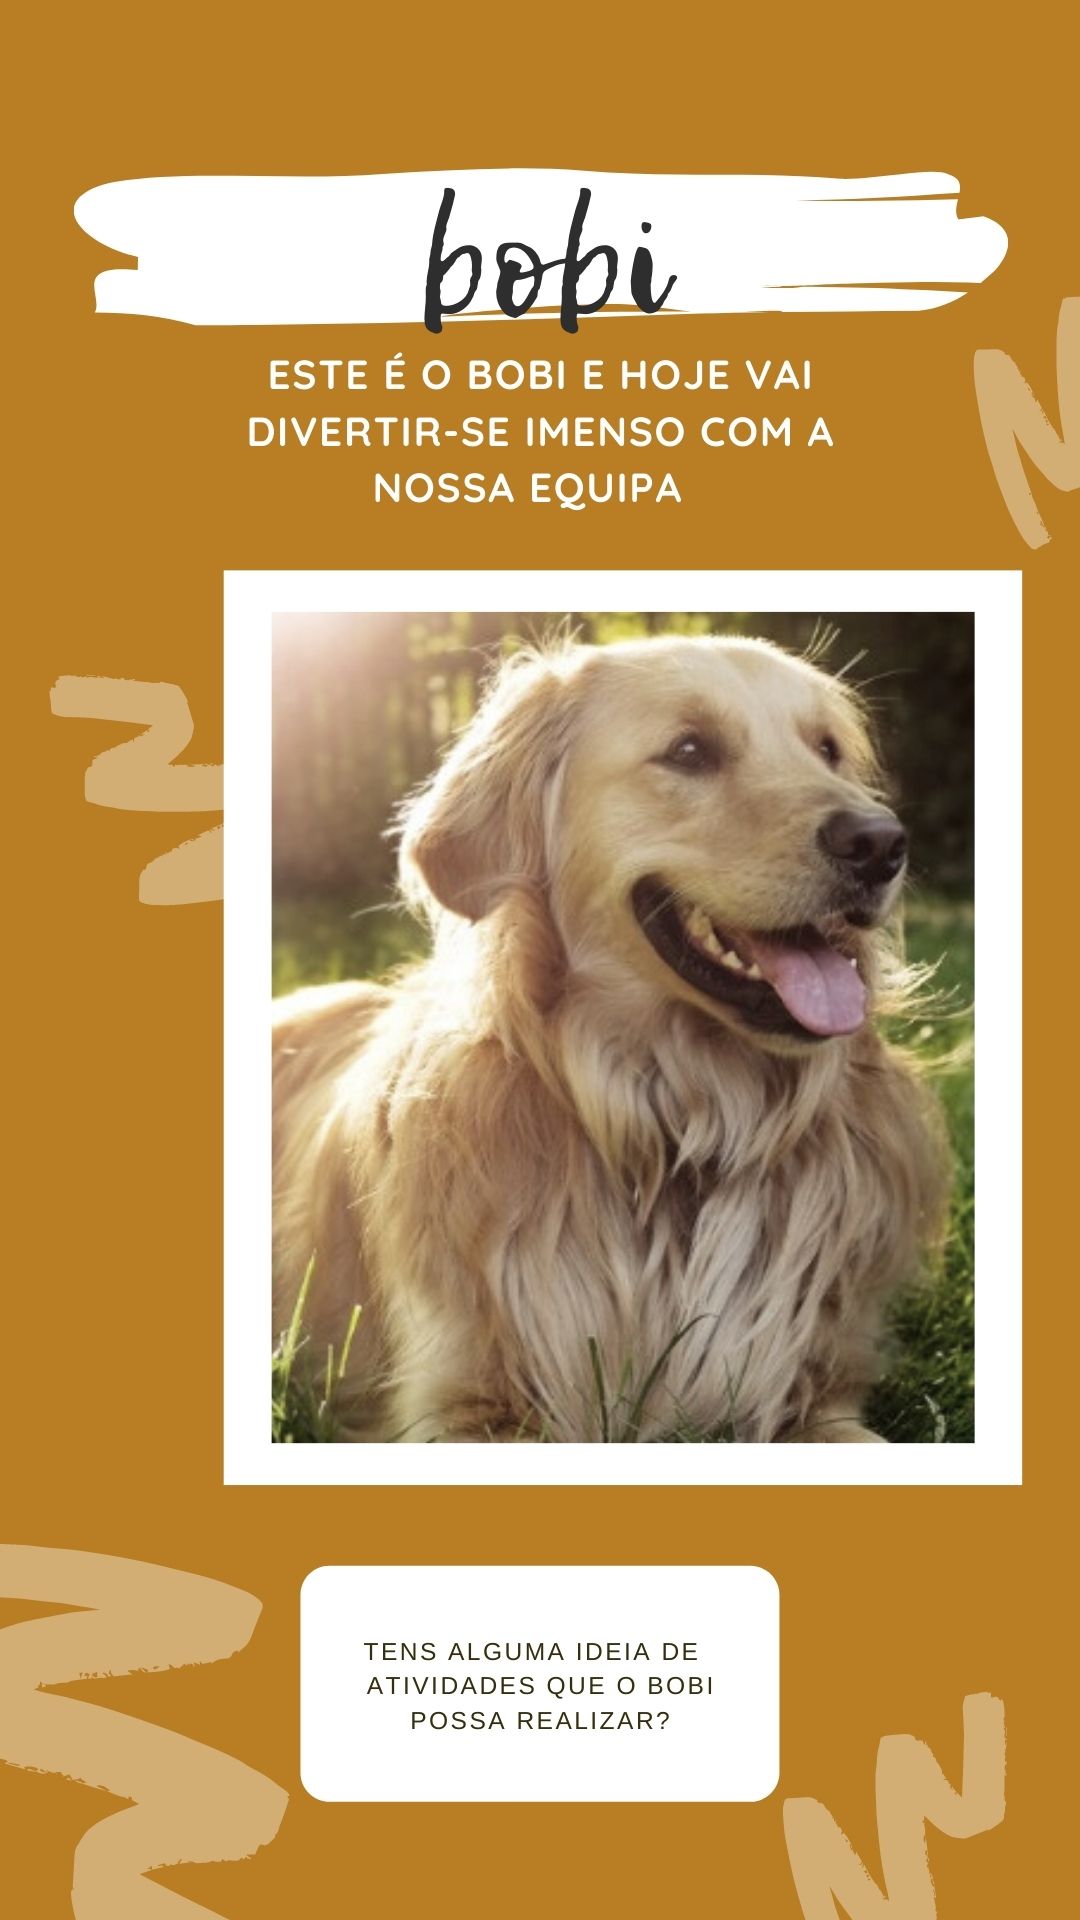 bobi
ESTE É O BOBI E HOJE VAI
DIVERTIR-SE IMENSO COM A
NOSSA EQUIPA
TENS ALGUMA IDEIA DE
ATIVIDADES QUE O BOBI
POSSA REALIZAR?